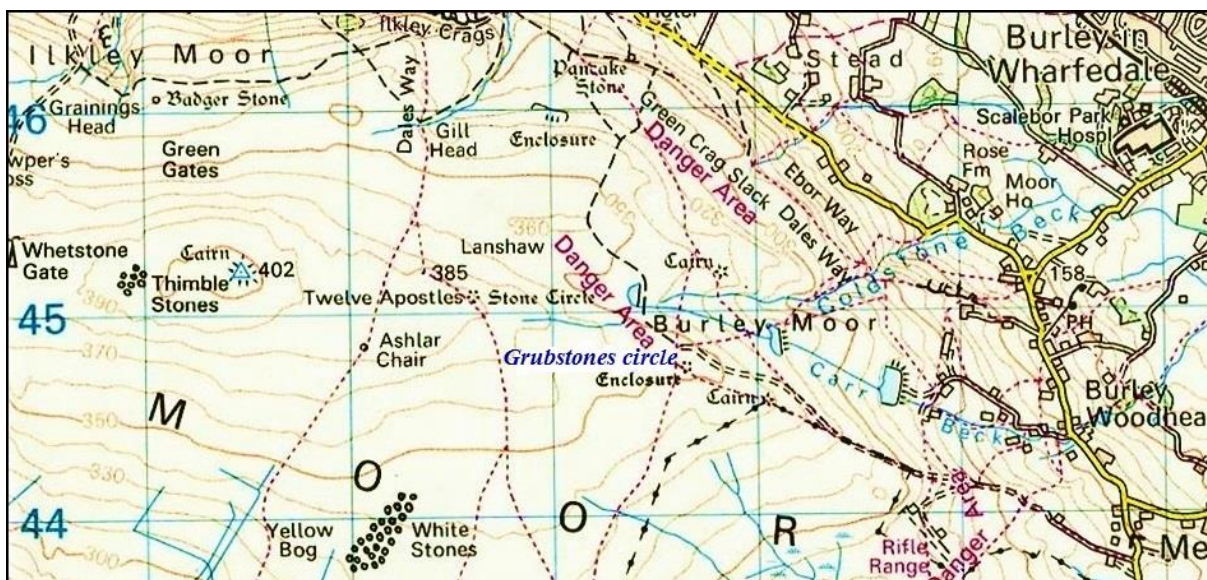 Ilkley Crags
Ilkley Moor
Pancake
Stone
Stead
Burley in
Wharfedale
Grainings
Head
Badger Stone
46
Dales Way
Gill
Head
Enclosure
Green Crag Slack
Danger Area
Scalebor Park
Hospl
Green
Gates
Rose
Fm
Moor
Ho
Ebor Way
Dales Way
350
320
300
Whetstone
Gate
Cairn
402
Thimble
Stones
360
Lanshaw
385
Danger Area
Cairn
Coldstone Beck
158
390
Twelve Apostles
Stone Circle
45
Burley Moor
PH
370
Ashlar
Chair
Grubstones circle
Enclosure
Cairn
Carr Beck
Burley
Woodhea
350
M
330
O
44
Yellow
Bog
White
Stones
O
R
Rifle
Range
Danger Area
Me
300